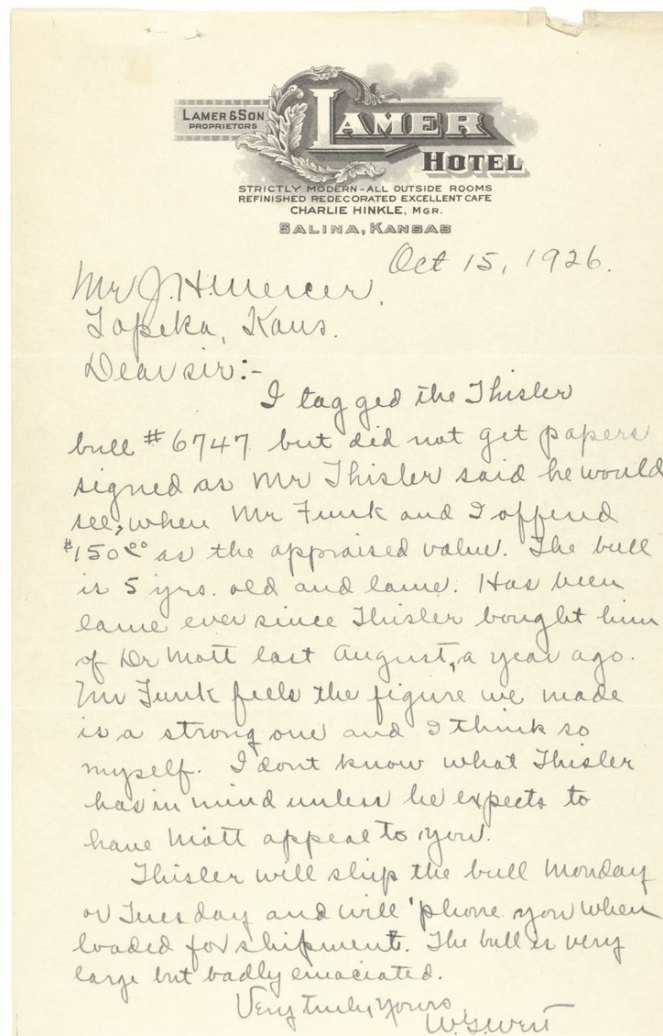 LAMER & SON
PROPRIETORS
LAMER
HOTEL
STRICTLY MODERN - ALL OUTSIDE ROOMS
REFINISHED REDECORATED EXCELLENT CAFE
CHARLIE HINKLE, MGR.
SALINA, KANSAS
Oct 15, 1926.
Mr J. H. Mercer,
Topeka, Kans.
Dear sir:-
I tagged the Thisler
bull #6747 but did not get papers
signed as Mr Thisler said he would
see, when Mr Funk and I offerd
$150.00 as the appraised value. The bull
is 5 yrs. old and lame. Has been
lame ever since Thisler bought him
of Dr Mott last August, a year ago.
Mr Funk feels the figure we made
is a strong one and I think so
myself. I dont know what Thisler
has in mind unless he expects to
have Mott appeal to you.
Thisler will ship the bull Monday
or Tuesday and will 'phone you when
loaded for shipment. The bull is very
large but badly emaciated.
Very truly yours,